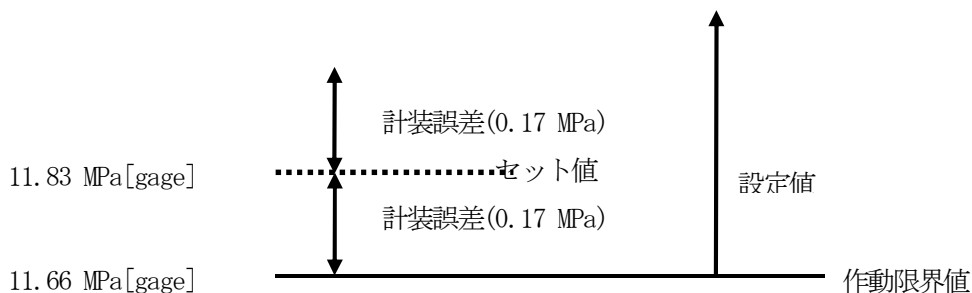 計装誤差(0.17 MPa)
11.83 MPa[gage]
セット値
設定値
計装誤差(0.17 MPa)
11.66 MPa[gage]
作動限界値